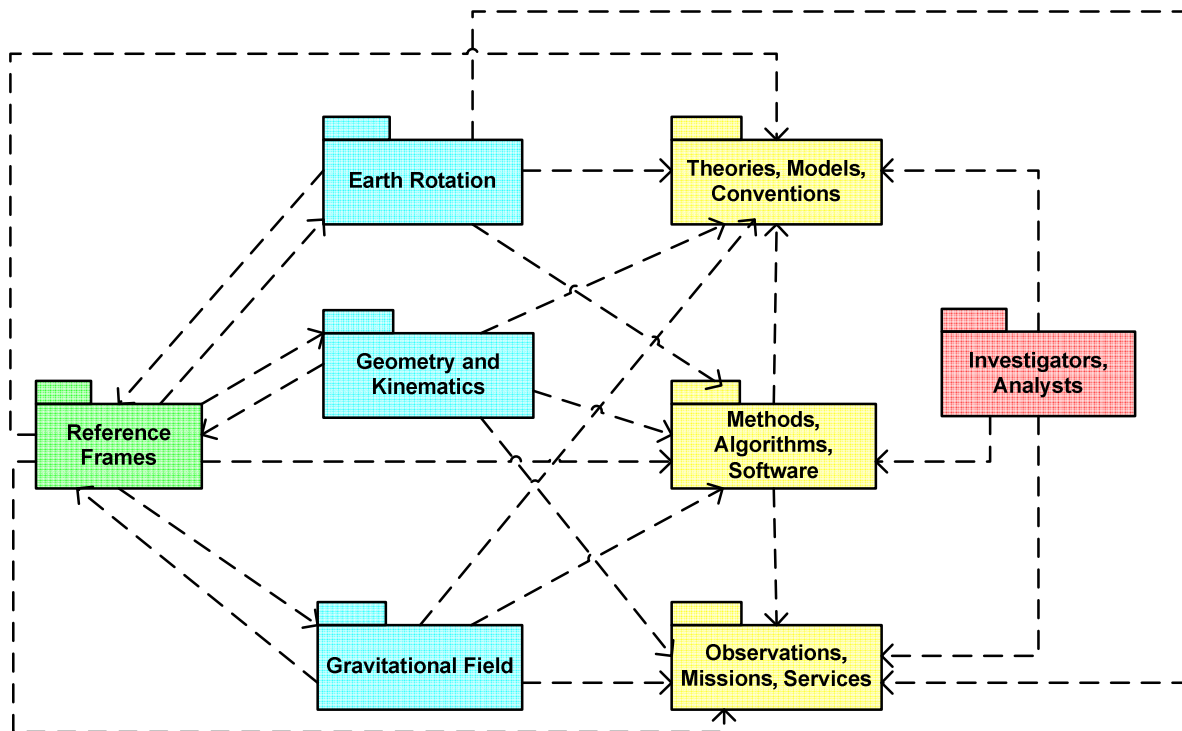 Earth Rotation
Theories, Models,
Conventions
Geometry and
Kinematics
Investigators,
Analysts
Reference
Frames
Methods,
Algorithms,
Software
Gravitational Field
Observations,
Missions, Services